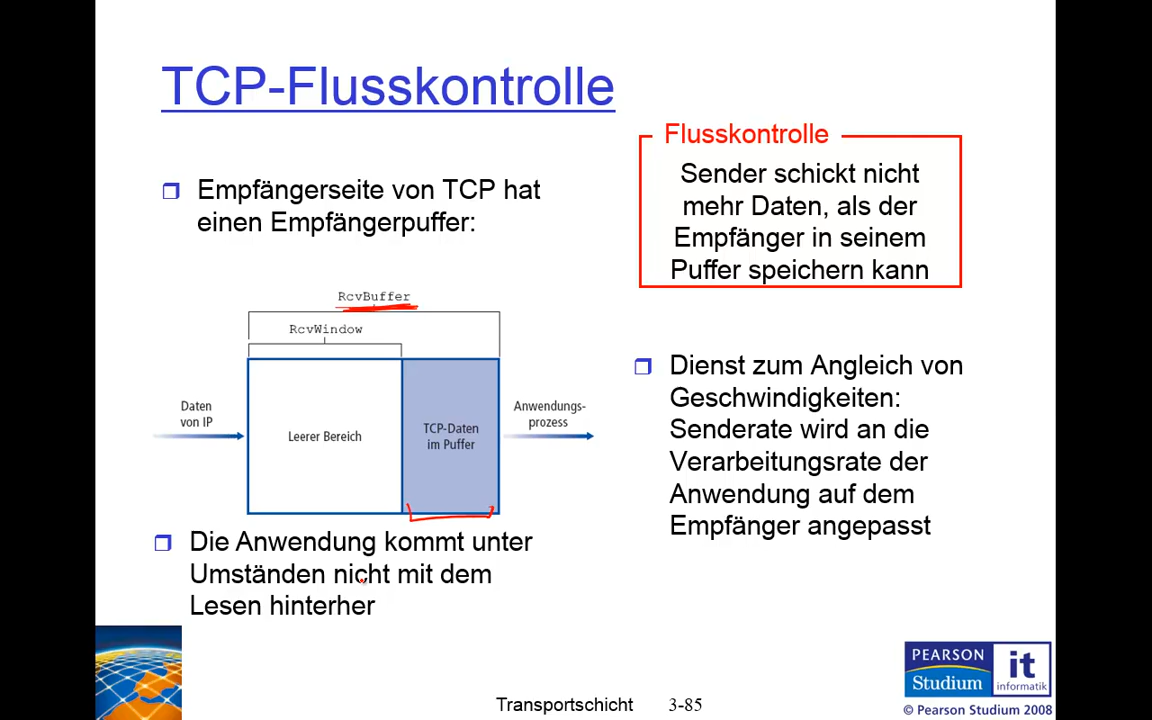 TCP-Flusskontrolle
Empfängerseite von TCP hat
einen Empfängerpuffer:
Flusskontrolle
Sender schickt nicht
mehr Daten, als der
Empfänger in seinem
Puffer speichern kann
RcvBuffer
RcvWindow
Daten
von IP
Leerer Bereich
TCP-Daten
im Puffer
Anwendungs-
prozess
Die Anwendung kommt unter
Umständen nicht mit dem
Lesen hinterher
Dienst zum Angleich von
Geschwindigkeiten:
Senderate wird an die
Verarbeitungsrate der
Anwendung auf dem
Empfänger angepasst
Transportschicht 3-85
PEARSON
Studium
it
informatik
© Pearson Studium 2008